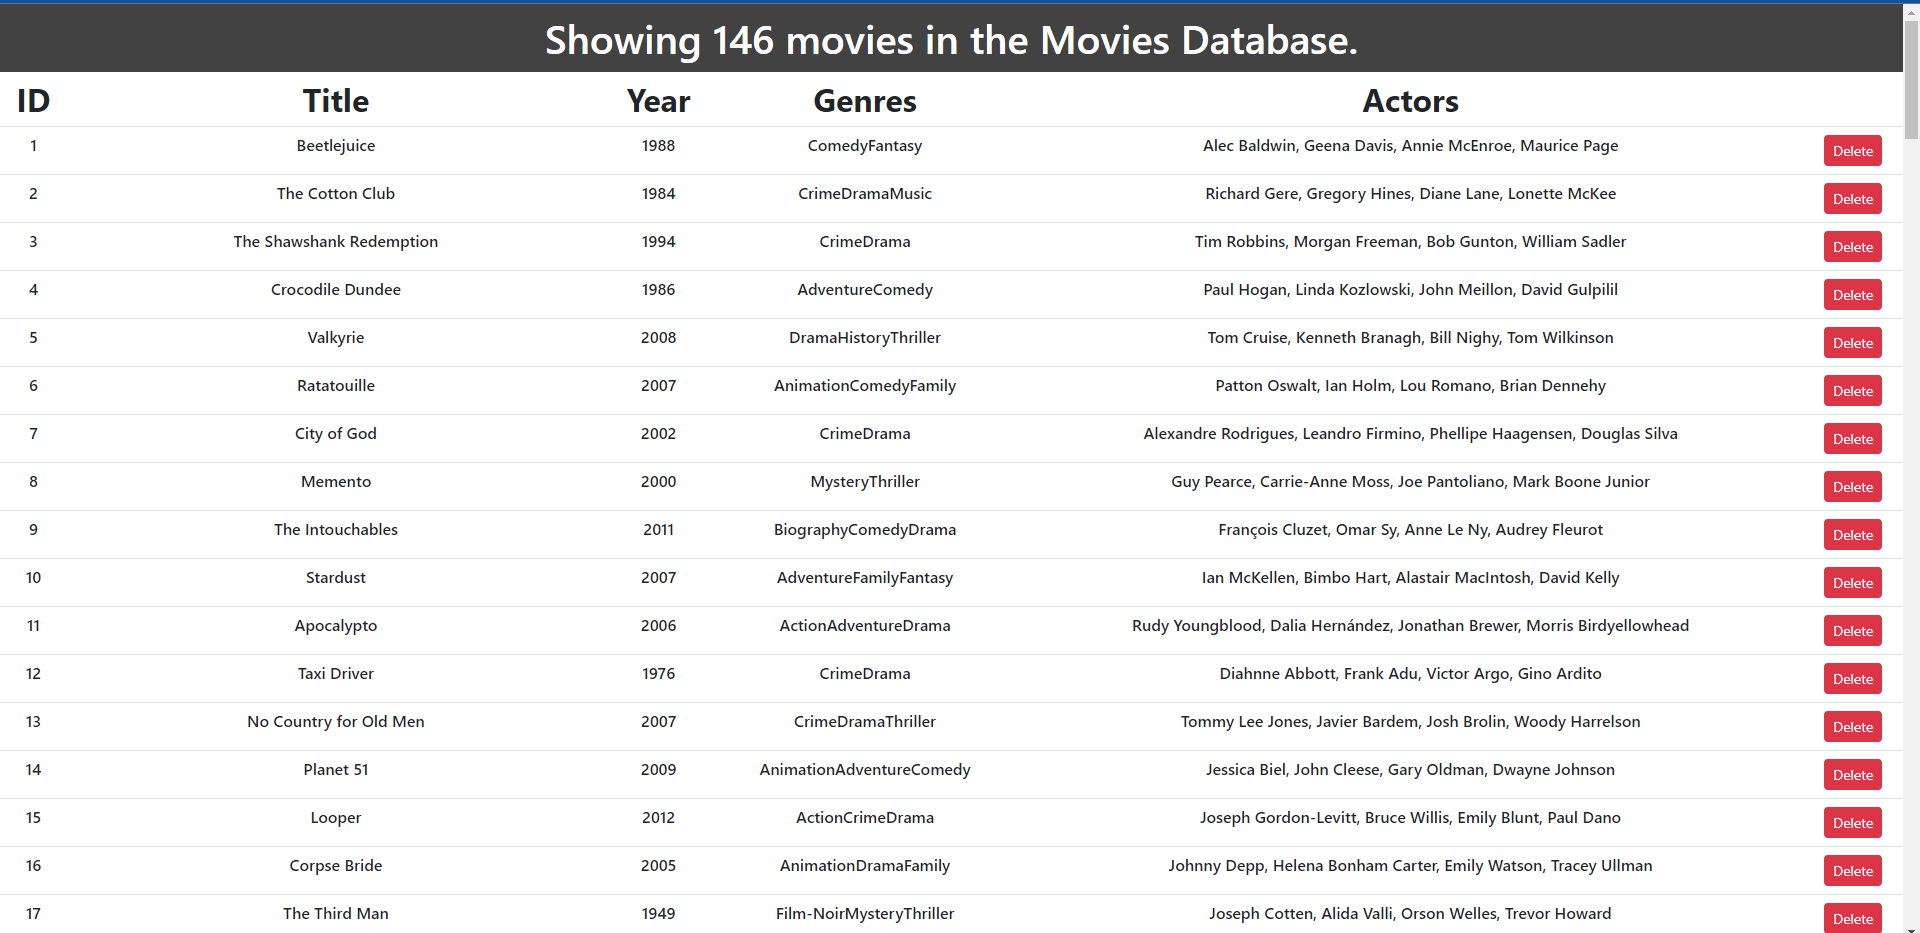 Showing 146 movies in the Movies Database.
ID Title Year Genres Actors
1 Beetlejuice 1988 ComedyFantasy Alec Baldwin, Geena Davis, Annie McEnroe, Maurice Page Delete
2 The Cotton Club 1984 CrimeDramaMusic Richard Gere, Gregory Hines, Diane Lane, Lonette McKee Delete
3 The Shawshank Redemption 1994 CrimeDrama Tim Robbins, Morgan Freeman, Bob Gunton, William Sadler Delete
4 Crocodile Dundee 1986 AdventureComedy Paul Hogan, Linda Kozlowski, John Meillon, David Gulpilil Delete
5 Valkyrie 2008 DramaHistoryThriller Tom Cruise, Kenneth Branagh, Bill Nighy, Tom Wilkinson Delete
6 Ratatouille 2007 AnimationComedyFamily Patton Oswalt, Ian Holm, Lou Romano, Brian Dennehy Delete
7 City of God 2002 CrimeDrama Alexandre Rodrigues, Leandro Firmino, Phellipe Haagensen, Douglas Silva Delete
8 Memento 2000 MysteryThriller Guy Pearce, Carrie-Anne Moss, Joe Pantoliano, Mark Boone Junior Delete
9 The Intouchables 2011 BiographyComedyDrama François Cluzet, Omar Sy, Anne Le Ny, Audrey Fleurot Delete
10 Stardust 2007 AdventureFamilyFantasy Ian McKellen, Bimbo Hart, Alastair MacIntosh, David Kelly Delete
11 Apocalypto 2006 ActionAdventureDrama Rudy Youngblood, Dalia Hernández, Jonathan Brewer, Morris Birdyellowhead Delete
12 Taxi Driver 1976 CrimeDrama Diahnne Abbott, Frank Adu, Victor Argo, Gino Ardito Delete
13 No Country for Old Men 2007 CrimeDramaThriller Tommy Lee Jones, Javier Bardem, Josh Brolin, Woody Harrelson Delete
14 Planet 51 2009 AnimationAdventureComedy Jessica Biel, John Cleese, Gary Oldman, Dwayne Johnson Delete
15 Looper 2012 ActionCrimeDrama Joseph Gordon-Levitt, Bruce Willis, Emily Blunt, Paul Dano Delete
16 Corpse Bride 2005 AnimationDramaFamily Johnny Depp, Helena Bonham Carter, Emily Watson, Tracey Ullman Delete
17 The Third Man 1949 Film-NoirMysteryThriller Joseph Cotten, Alida Valli, Orson Welles, Trevor Howard Delete